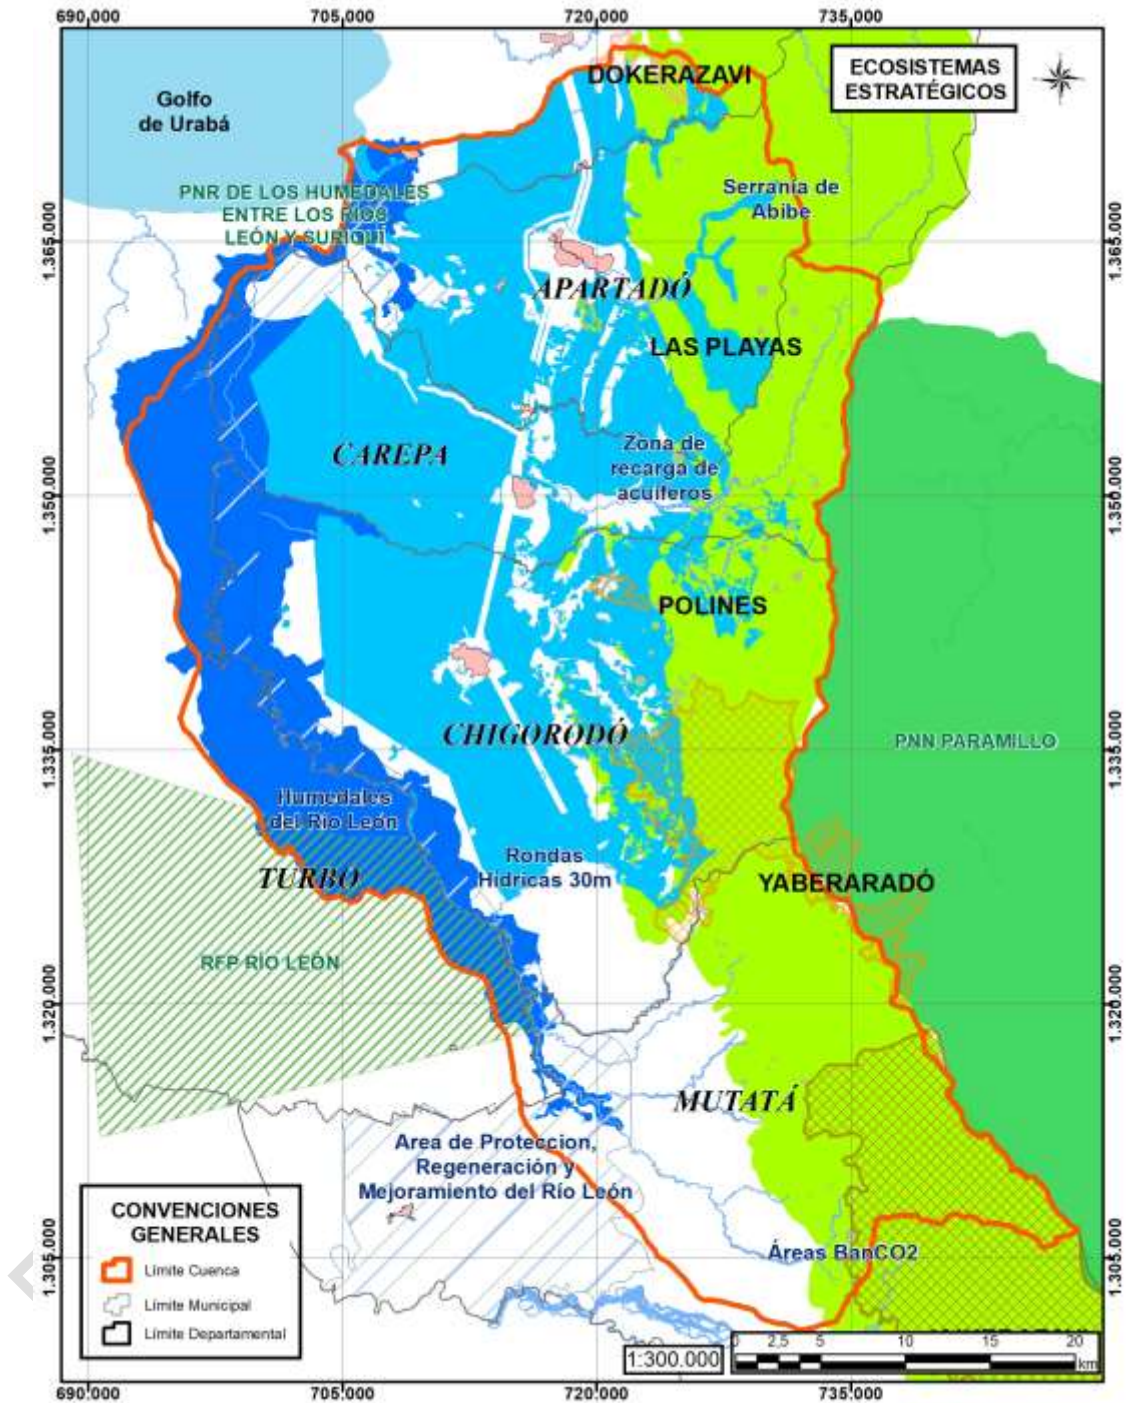 690.000
705.000
720.000
735.000
ECOSISTEMAS
ESTRATÉGICOS
DOKERAZAVI
Golfo
de Urabá
PNR DE LOS HUMEDALES
ENTRE LOS RÍOS
LEÓN Y SURIQUÍ
Serranía de
Abibe
1.365.000
1.365.000
APARTADÓ
LAS PLAYAS
CAREPA
Zona de
recarga de
acuíferos
1.350.000
1.350.000
POLINES
CHIGORODÓ
PNN PARAMILLO
1.335.000
1.335.000
Humedales
del Río León
TURBO
Rondas
Hídricas 30m
YABERARADÓ
RFP RÍO LEÓN
1.320.000
1.320.000
MUTATÁ
Area de Proteccion,
Regeneración y
Mejoramiento del Río León
CONVENCIONES
GENERALES
Límite Cuenca
Límite Municipal
Límite Departamental
Áreas BanCO2
1.305.000
1.305.000
1:300.000
0 2,5 5 10 15 20
km
690.000
705.000
720.000
735.000